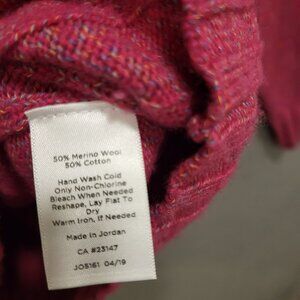 50% Merino Wool
50% Cotton
Hand Wash Cold
Only Non-Chlorine
Bleach When Needed
Reshape, Lay Flat To
Dry
Warm Iron, If Needed
Made In Jordan
CA #23147
JO5161 04/19